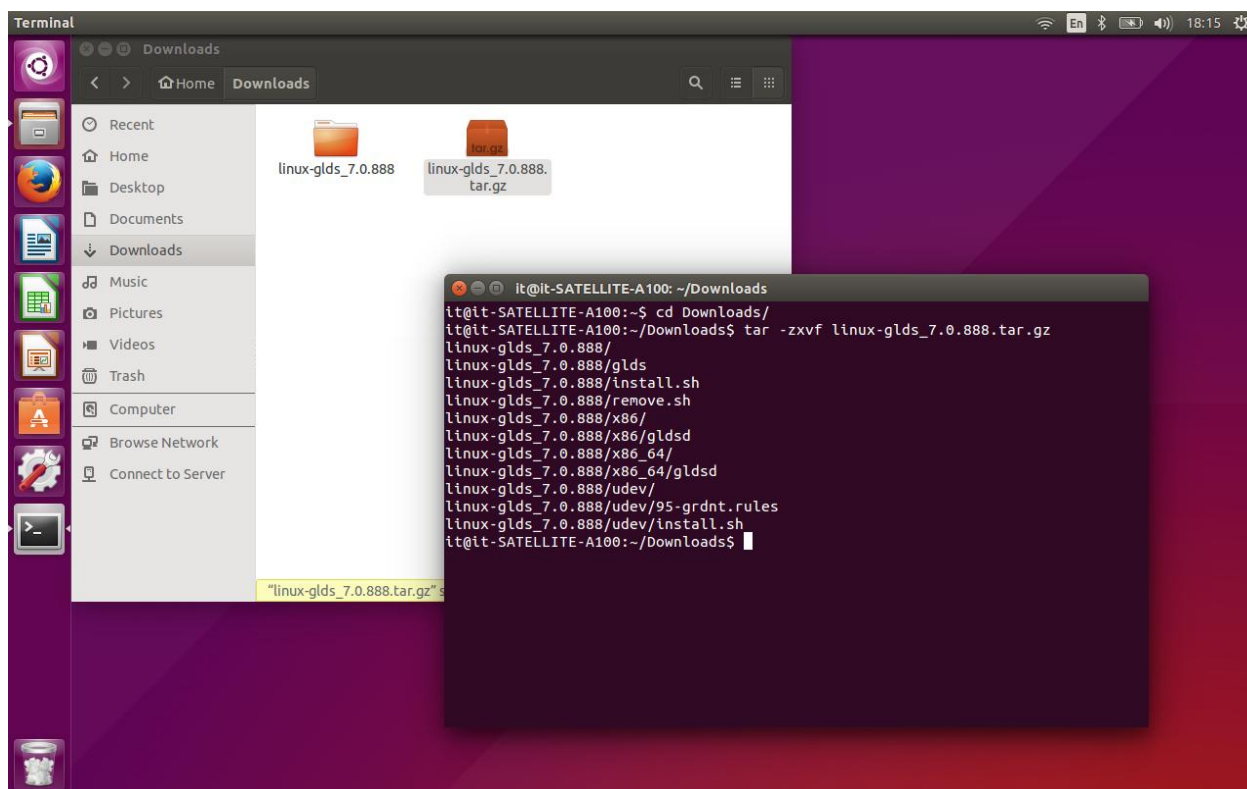 Terminal
En
18:15
Downloads
Home Downloads
Recent
Home
Desktop
Documents
Downloads
Music
Pictures
Videos
Trash
Computer
Browse Network
Connect to Server
linux-glds_7.0.888
tar.gz
linux-glds_7.0.888.
tar.gz
"linux-glds_7.0.888.tar.gz" s
it@it-SATELLITE-A100: ~/Downloads
it@it-SATELLITE-A100:~$ cd Downloads/
it@it-SATELLITE-A100:~/Downloads$ tar -zxvf linux-glds_7.0.888.tar.gz
linux-glds_7.0.888/
linux-glds_7.0.888/glds
linux-glds_7.0.888/install.sh
linux-glds_7.0.888/remove.sh
linux-glds_7.0.888/x86/
linux-glds_7.0.888/x86/gldsd
linux-glds_7.0.888/x86_64/
linux-glds_7.0.888/x86_64/gldsd
linux-glds_7.0.888/udev/
linux-glds_7.0.888/udev/95-grdnt.rules
linux-glds_7.0.888/udev/install.sh
it@it-SATELLITE-A100:~/Downloads$